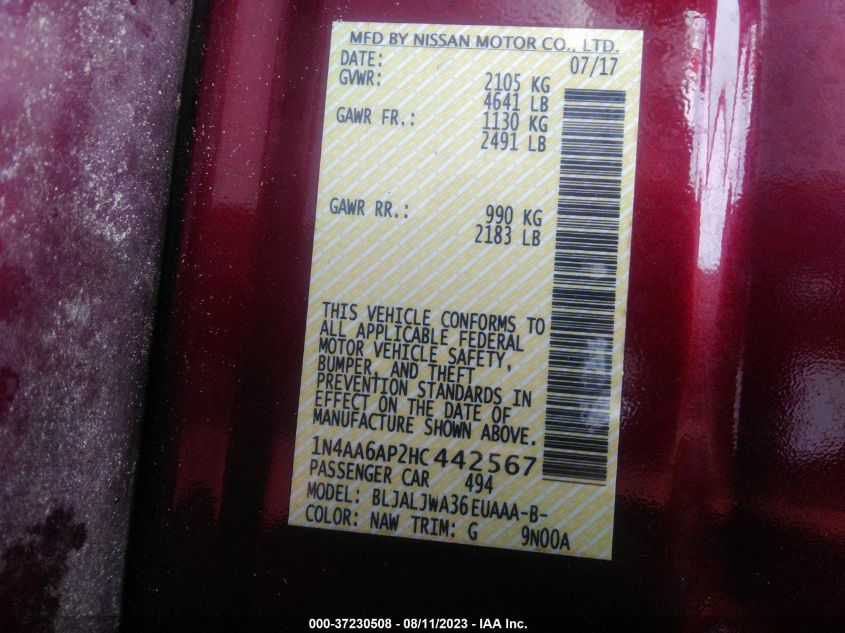 MFD BY NISSAN MOTOR CO., LTD.
DATE: 07/17
GVWR: 2105 KG
4641 LB
GAWR FR.: 1130 KG
2491 LB
GAWR RR.: 990 KG
2183 LB
THIS VEHICLE CONFORMS TO
ALL APPLICABLE FEDERAL
MOTOR VEHICLE SAFETY,
BUMPER, AND THEFT
PREVENTION STANDARDS IN
EFFECT ON THE DATE OF
MANUFACTURE SHOWN ABOVE.
1N4AA6AP2HC442567
PASSENGER CAR 494
MODEL: BLJALJWA36EUAAA-B-
COLOR: NAW TRIM: G 9N00A
000-37230508 - 08/11/2023 - IAA Inc.